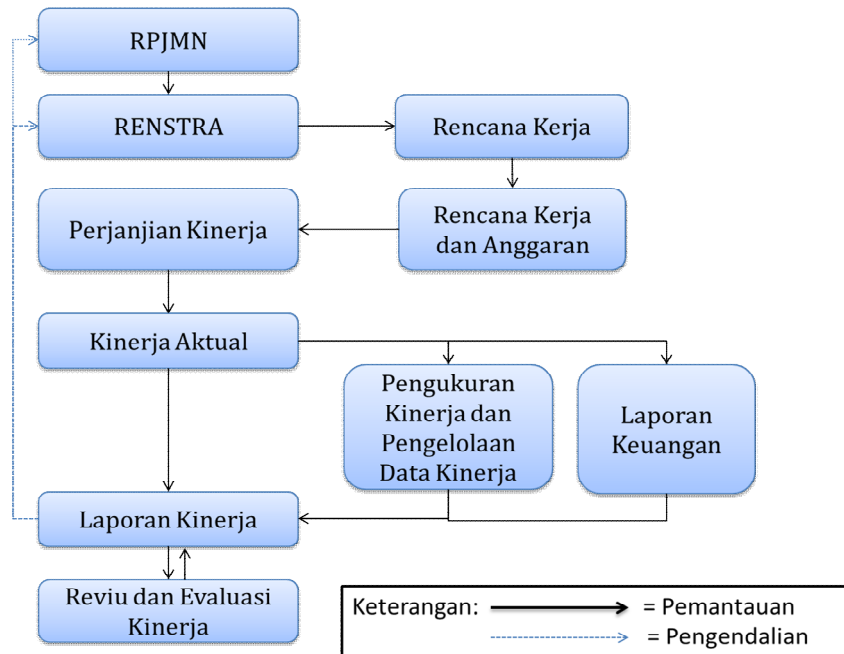 RPJMN
RENSTRA
Rencana Kerja
Perjanjian Kinerja
Rencana Kerja
dan Anggaran
Kinerja Aktual
Pengukuran
Kinerja dan
Pengelolaan
Data Kinerja
Laporan
Keuangan
Laporan Kinerja
Reviu dan Evaluasi
Kinerja
Keterangan: = Pemantauan
= Pengendalian